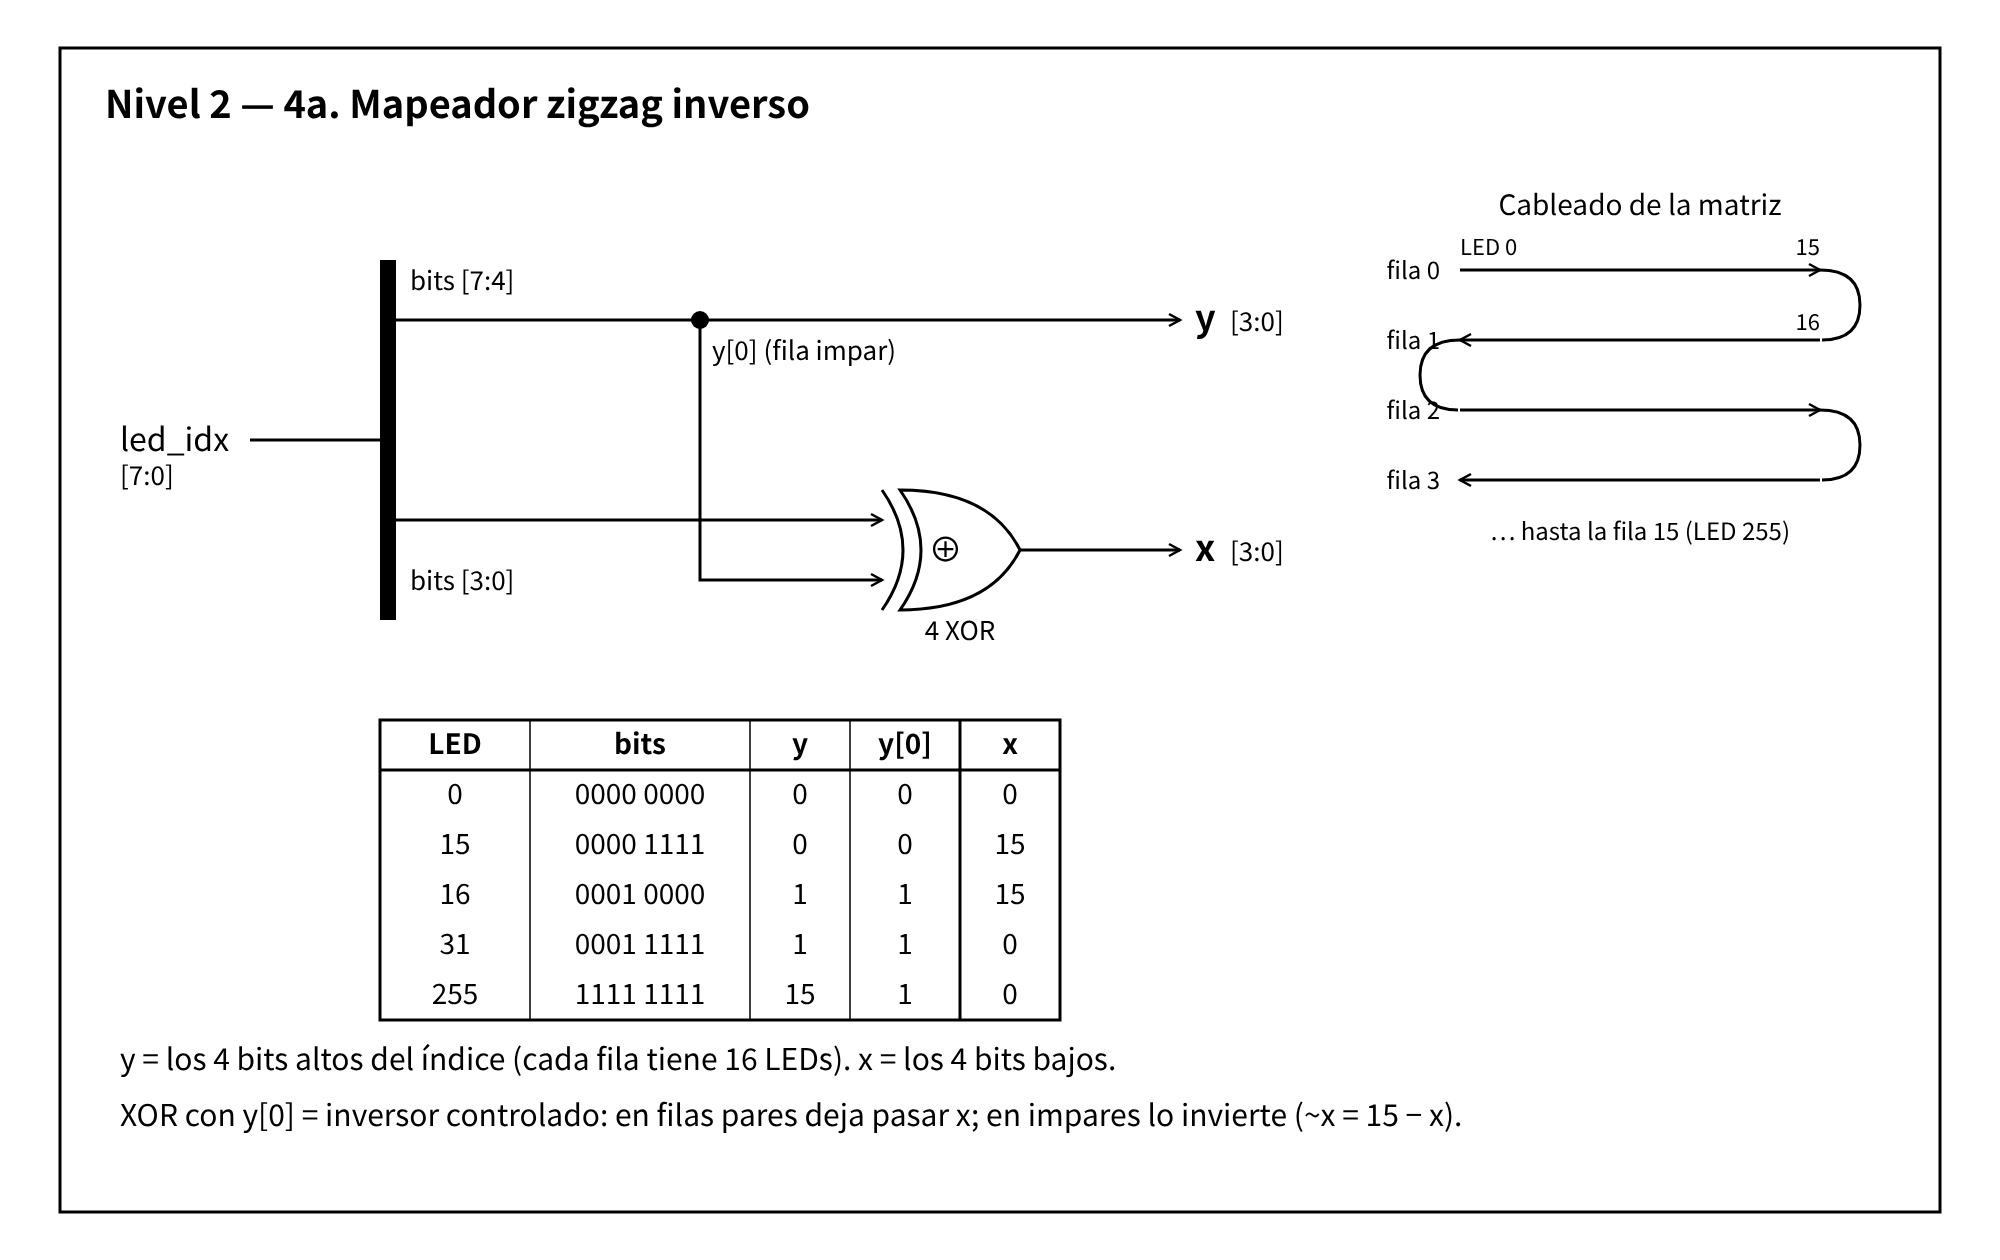 Nivel 2 — 4a. Mapeador zigzag inverso
Cableado de la matriz
LED 0 15
fila 0
16
fila 1
fila 2
fila 3
… hasta la fila 15 (LED 255)
bits [7:4]
y [3:0]
y[0] (fila impar)
led_idx
[7:0]
⊕
x [3:0]
bits [3:0]
4 XOR
LED bits y y[0] x
0 0000 0000 0 0 0
15 0000 1111 0 0 15
16 0001 0000 1 1 15
31 0001 1111 1 1 0
255 1111 1111 15 1 0
y = los 4 bits altos del índice (cada fila tiene 16 LEDs). x = los 4 bits bajos.
XOR con y[0] = inversor controlado: en filas pares deja pasar x; en impares lo invierte (~x = 15 − x).